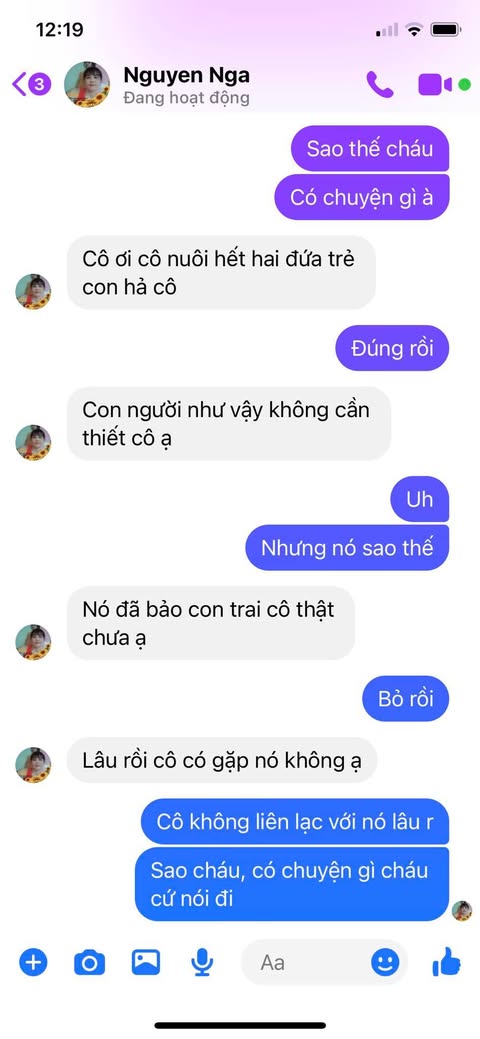 12:19
3
Nguyen Nga
Đang hoạt động
Sao thế cháu
Có chuyện gì à
Cô ơi cô nuôi hết hai đứa trẻ
con hả cô
Đúng rồi
Con người như vậy không cần
thiết cô ạ
Uh
Nhưng nó sao thế
Nó đã bảo con trai cô thật
chưa ạ
Bỏ rồi
Lâu rồi cô có gặp nó không ạ
Cô không liên lạc với nó lâu r
Sao cháu, có chuyện gì cháu
cứ nói đi
Aa